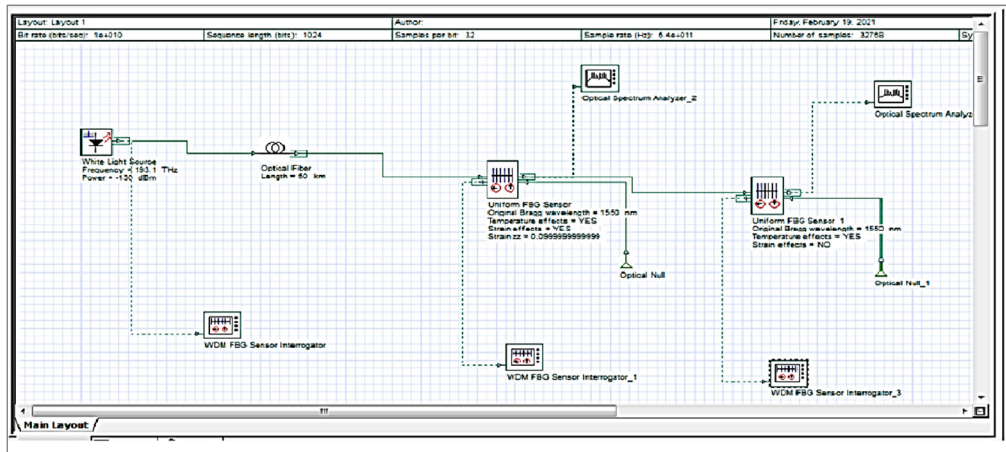 Layout: Layout 1
Author:
Friday, February 19, 2021
Bit rate (bits/sec): 1e+010
Sequence length (bits): 1024
Samples per bit: 32
Sample rate (Hz): 6.4e+011
Number of samples: 32768
Sy
Optical Spectrum Analyzer_2
Optical Spectrum Analyz
White Light Source
Frequency = 193.1 THz
Power = -130 dBm
Optical Fiber
Length = 50 km
Uniform FBG Sensor
Original Bragg wavelength = 1550 nm
Temperature effects = YES
Strain effects = YES
Strain zz = 0.0999999999999
Uniform FBG Sensor_1
Original Bragg wavelength = 1550 nm
Temperature effects = YES
Strain effects = NO
Optical Null
Optical Null_1
WDM FBG Sensor Interrogator
WDM FBG Sensor Interrogator_1
WDM FBG Sensor Interrogator_3
Main Layout